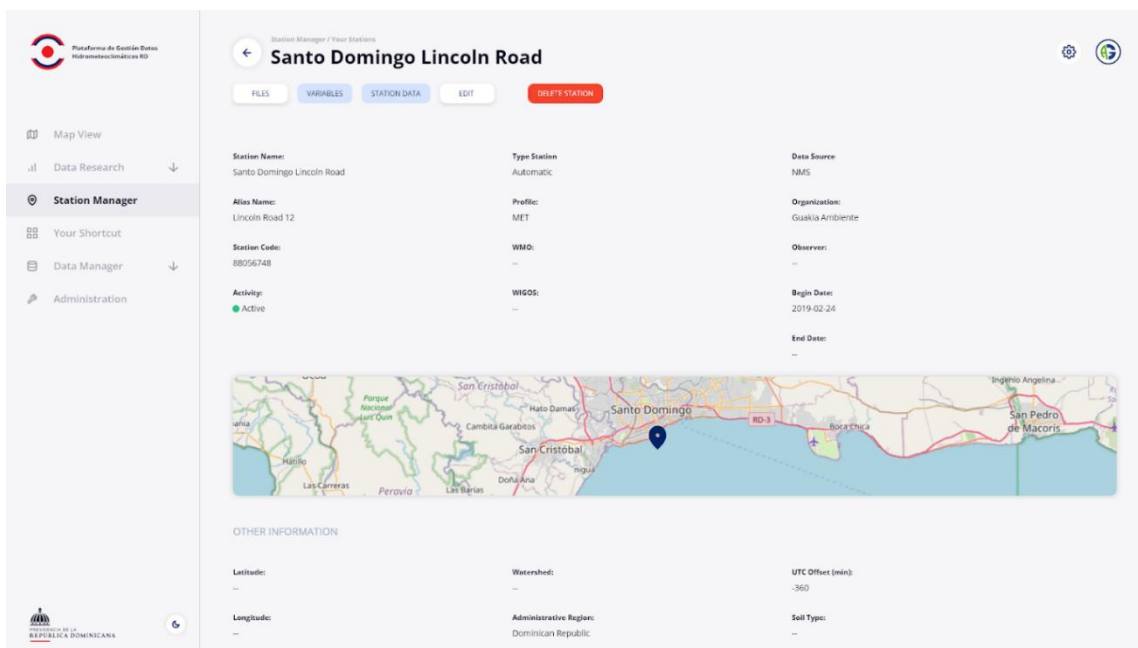 Plataforma de Gestión Datos
Hidrometeoclimáticos RD
Map View
Data Research
Station Manager
Your Shortcut
Data Manager
Administration
PRESIDENCIA DE LA
REPÚBLICA DOMINICANA
Station Manager / Your Stations
Santo Domingo Lincoln Road
FILES
VARIABLES
STATION DATA
EDIT
DELETE STATION
Station Name:
Santo Domingo Lincoln Road
Type Station
Automatic
Data Source
NMS
Alias Name:
Lincoln Road 12
Profile:
MET
Organization:
Guakia Ambiente
Station Code:
88056748
WMO:
--
Observer:
--
Activity:
Active
WIGOS:
--
Begin Date:
2019-02-24
End Date:
--
San Cristóbal
Parque
Nacional
Luis Quin
Hato Damas
Santo Domingo
Ingenio Angelina
RD-3
San Pedro
de Macorís
Cambita Garabitos
Boca Chica
San Cristóbal
nigua
Hatillo
Doña Ana
Las Carreras
Peravia
Las Barias
OTHER INFORMATION
Latitude:
--
Watershed:
--
UTC Offset (min):
-360
Longitude:
--
Administrative Region:
Dominican Republic
Soil Type:
--